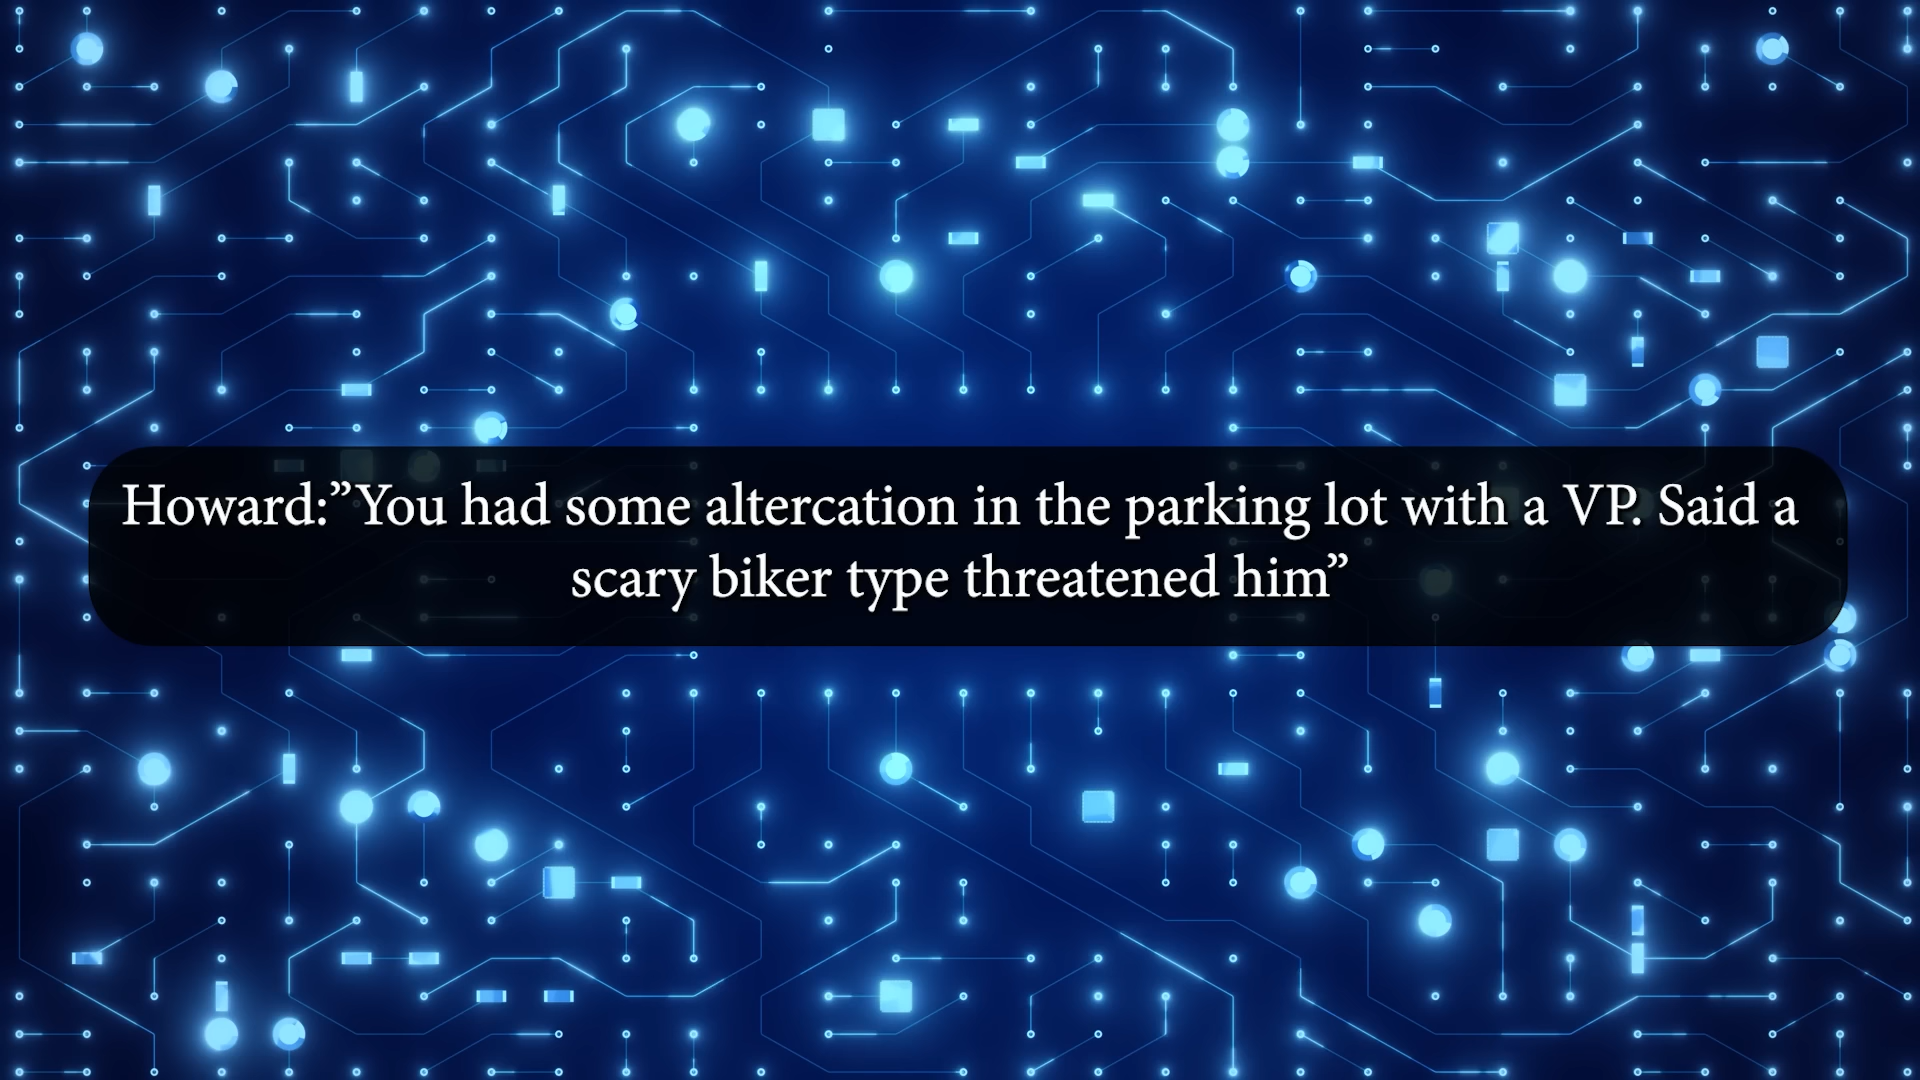 Howard:”You had some altercation in the parking lot with a VP. Said a
scary biker type threatened him”